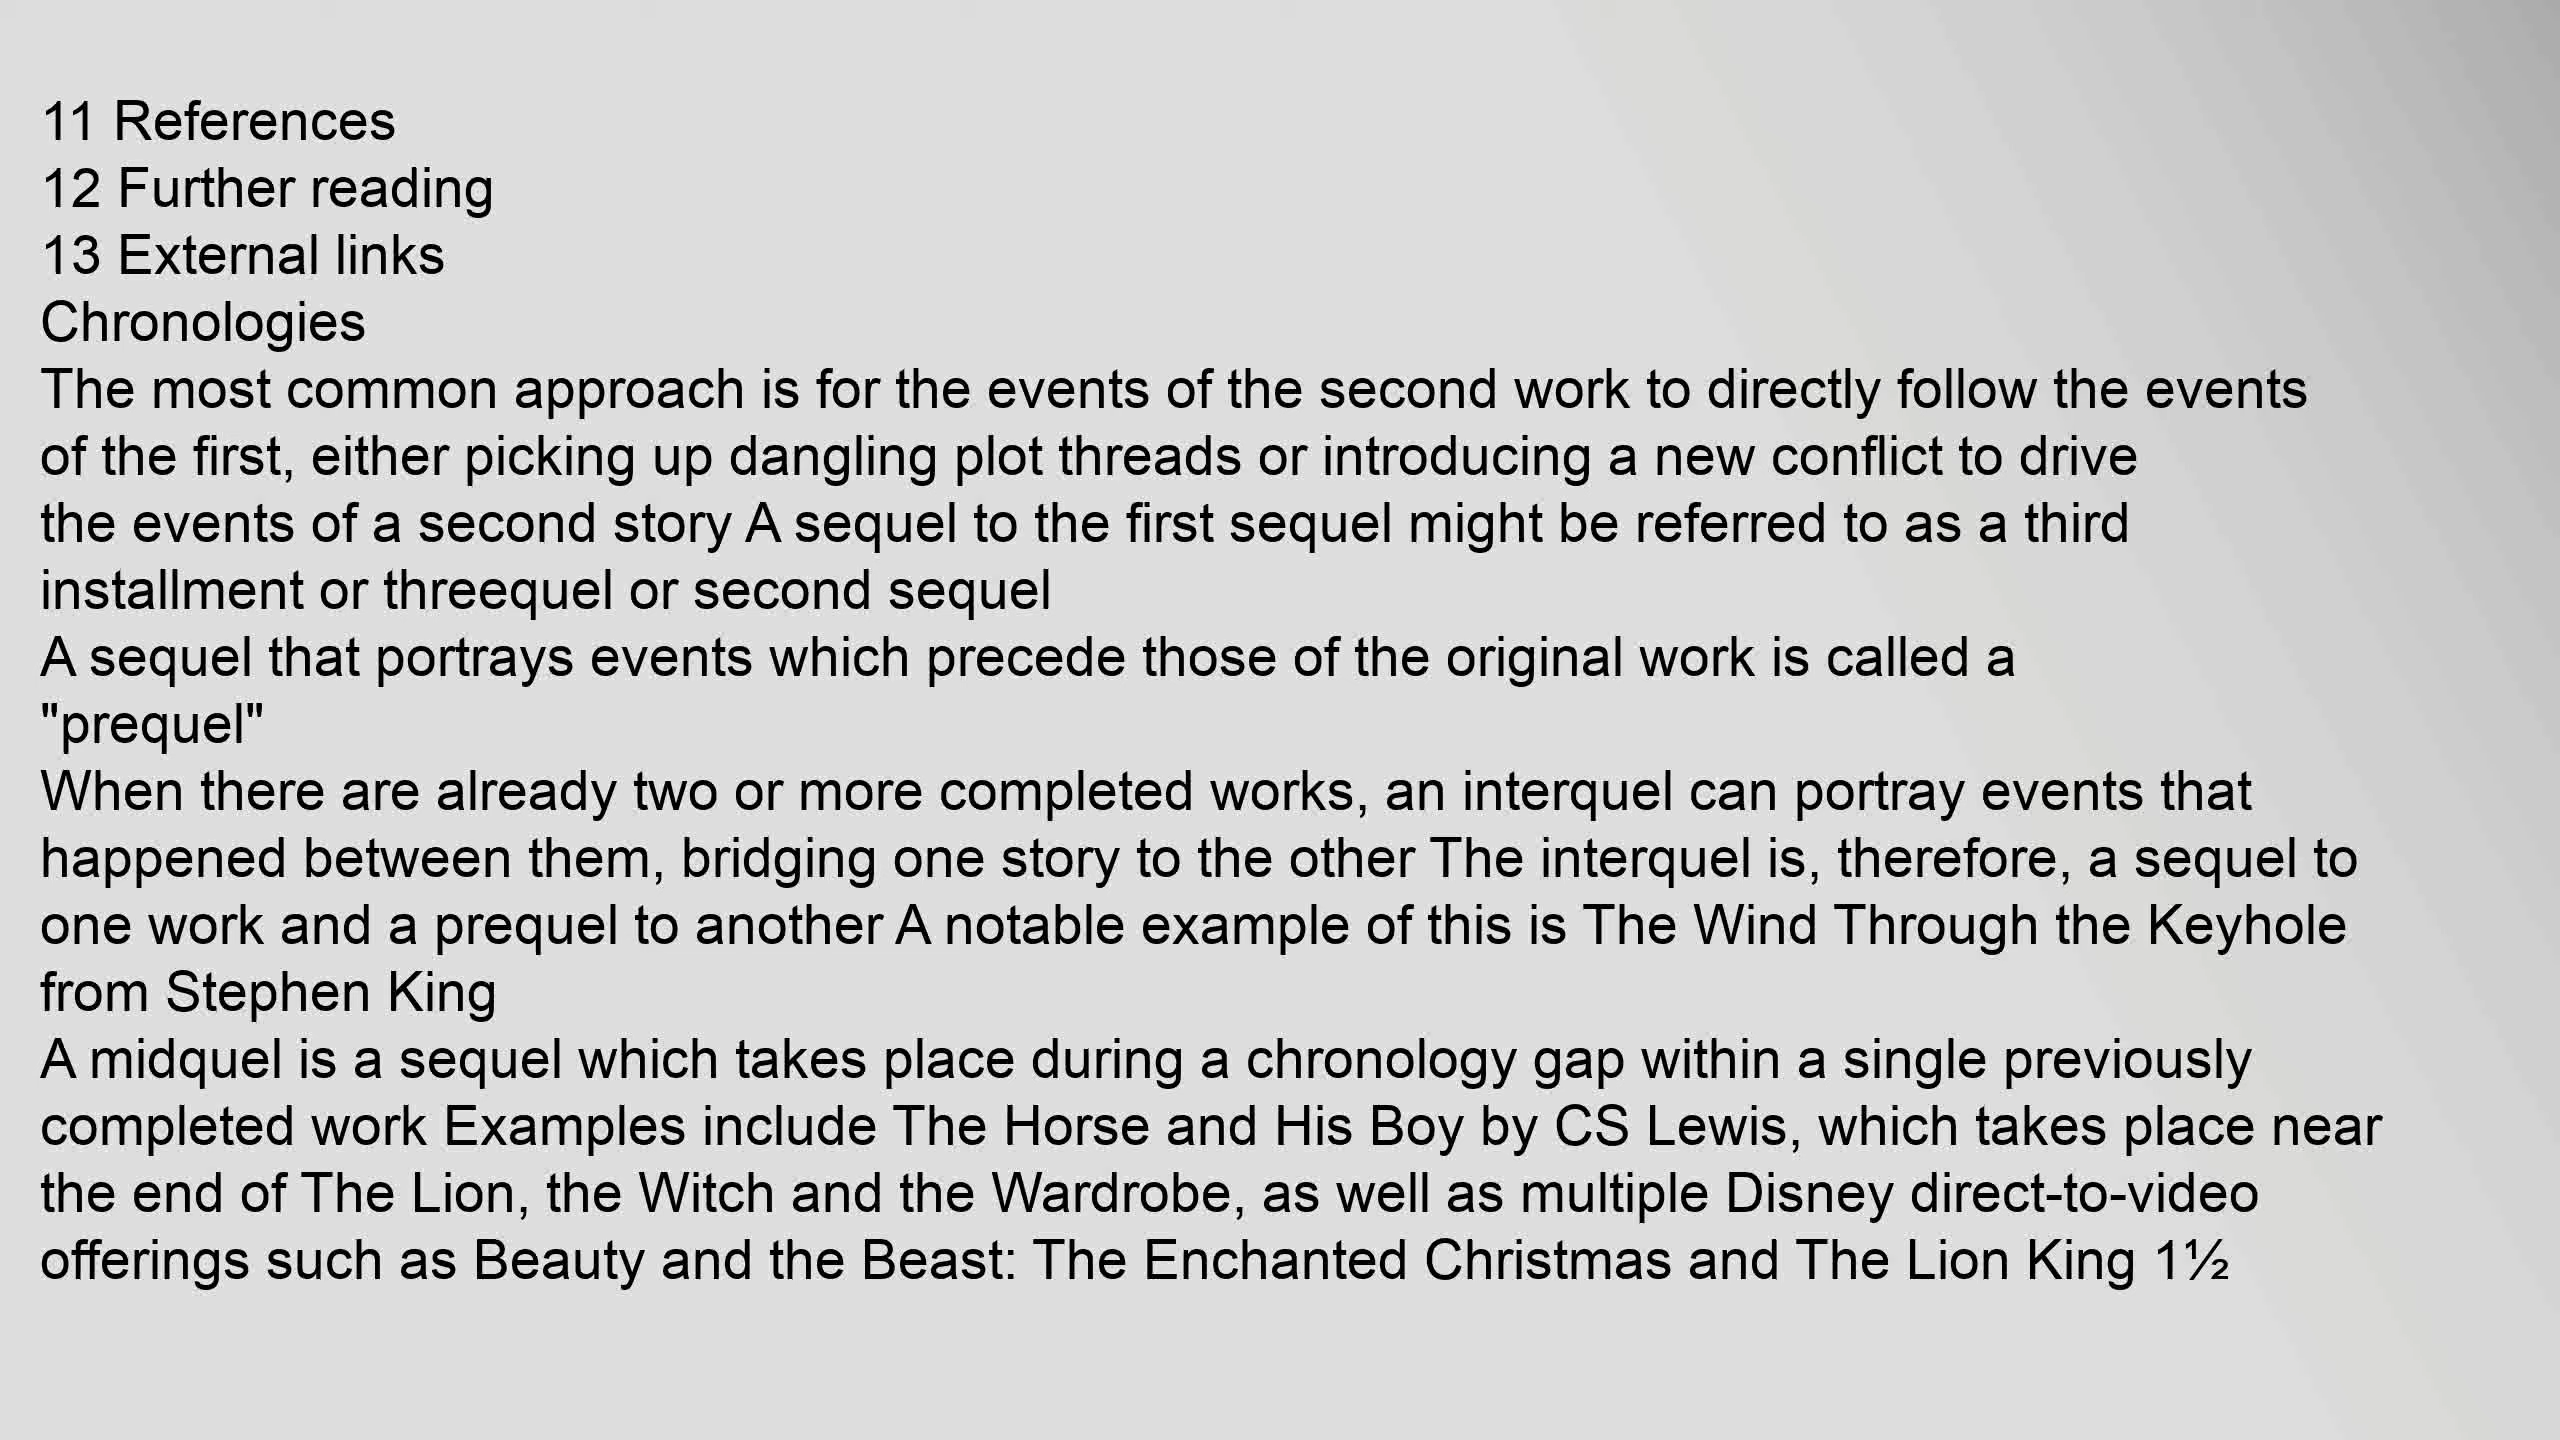 11 References
12 Further reading
13 External links
Chronologies
The most common approach is for the events of the second work to directly follow the events
of the first, either picking up dangling plot threads or introducing a new conflict to drive
the events of a second story A sequel to the first sequel might be referred to as a third
installment or threequel or second sequel
A sequel that portrays events which precede those of the original work is called a
"prequel"
When there are already two or more completed works, an interquel can portray events that
happened between them, bridging one story to the other The interquel is, therefore, a sequel to
one work and a prequel to another A notable example of this is The Wind Through the Keyhole
from Stephen King
A midquel is a sequel which takes place during a chronology gap within a single previously
completed work Examples include The Horse and His Boy by CS Lewis, which takes place near
the end of The Lion, the Witch and the Wardrobe, as well as multiple Disney direct-to-video
offerings such as Beauty and the Beast: The Enchanted Christmas and The Lion King 1½